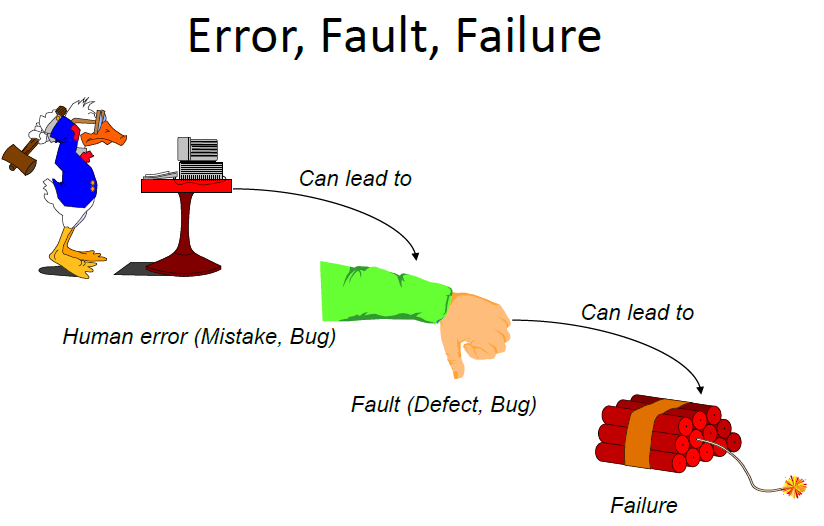 Error, Fault, Failure
Can lead to
Human error (Mistake, Bug)
Can lead to
Fault (Defect, Bug)
Failure